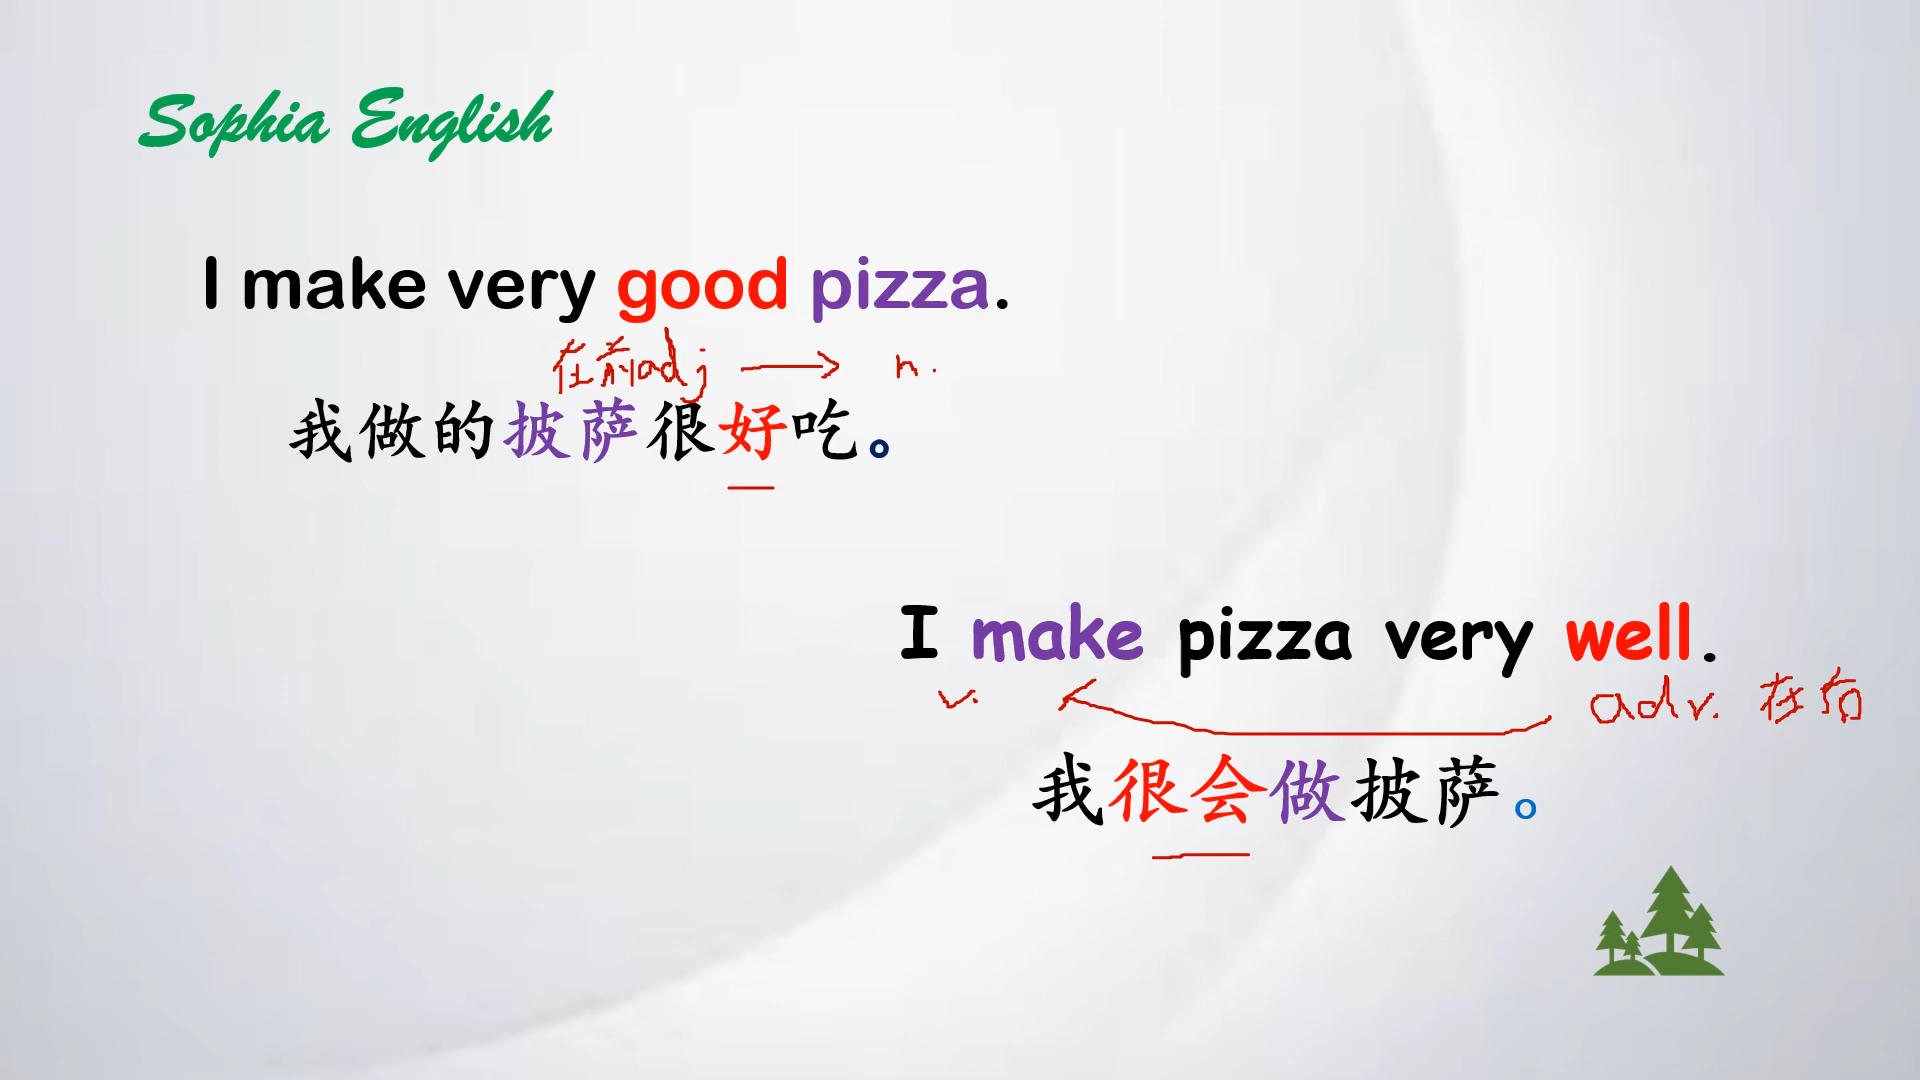 Sophia English
I make very good pizza.
在前adj → n.
我做的披萨很好吃。
I make pizza very well.
v. adv. 在后
我很会做披萨。